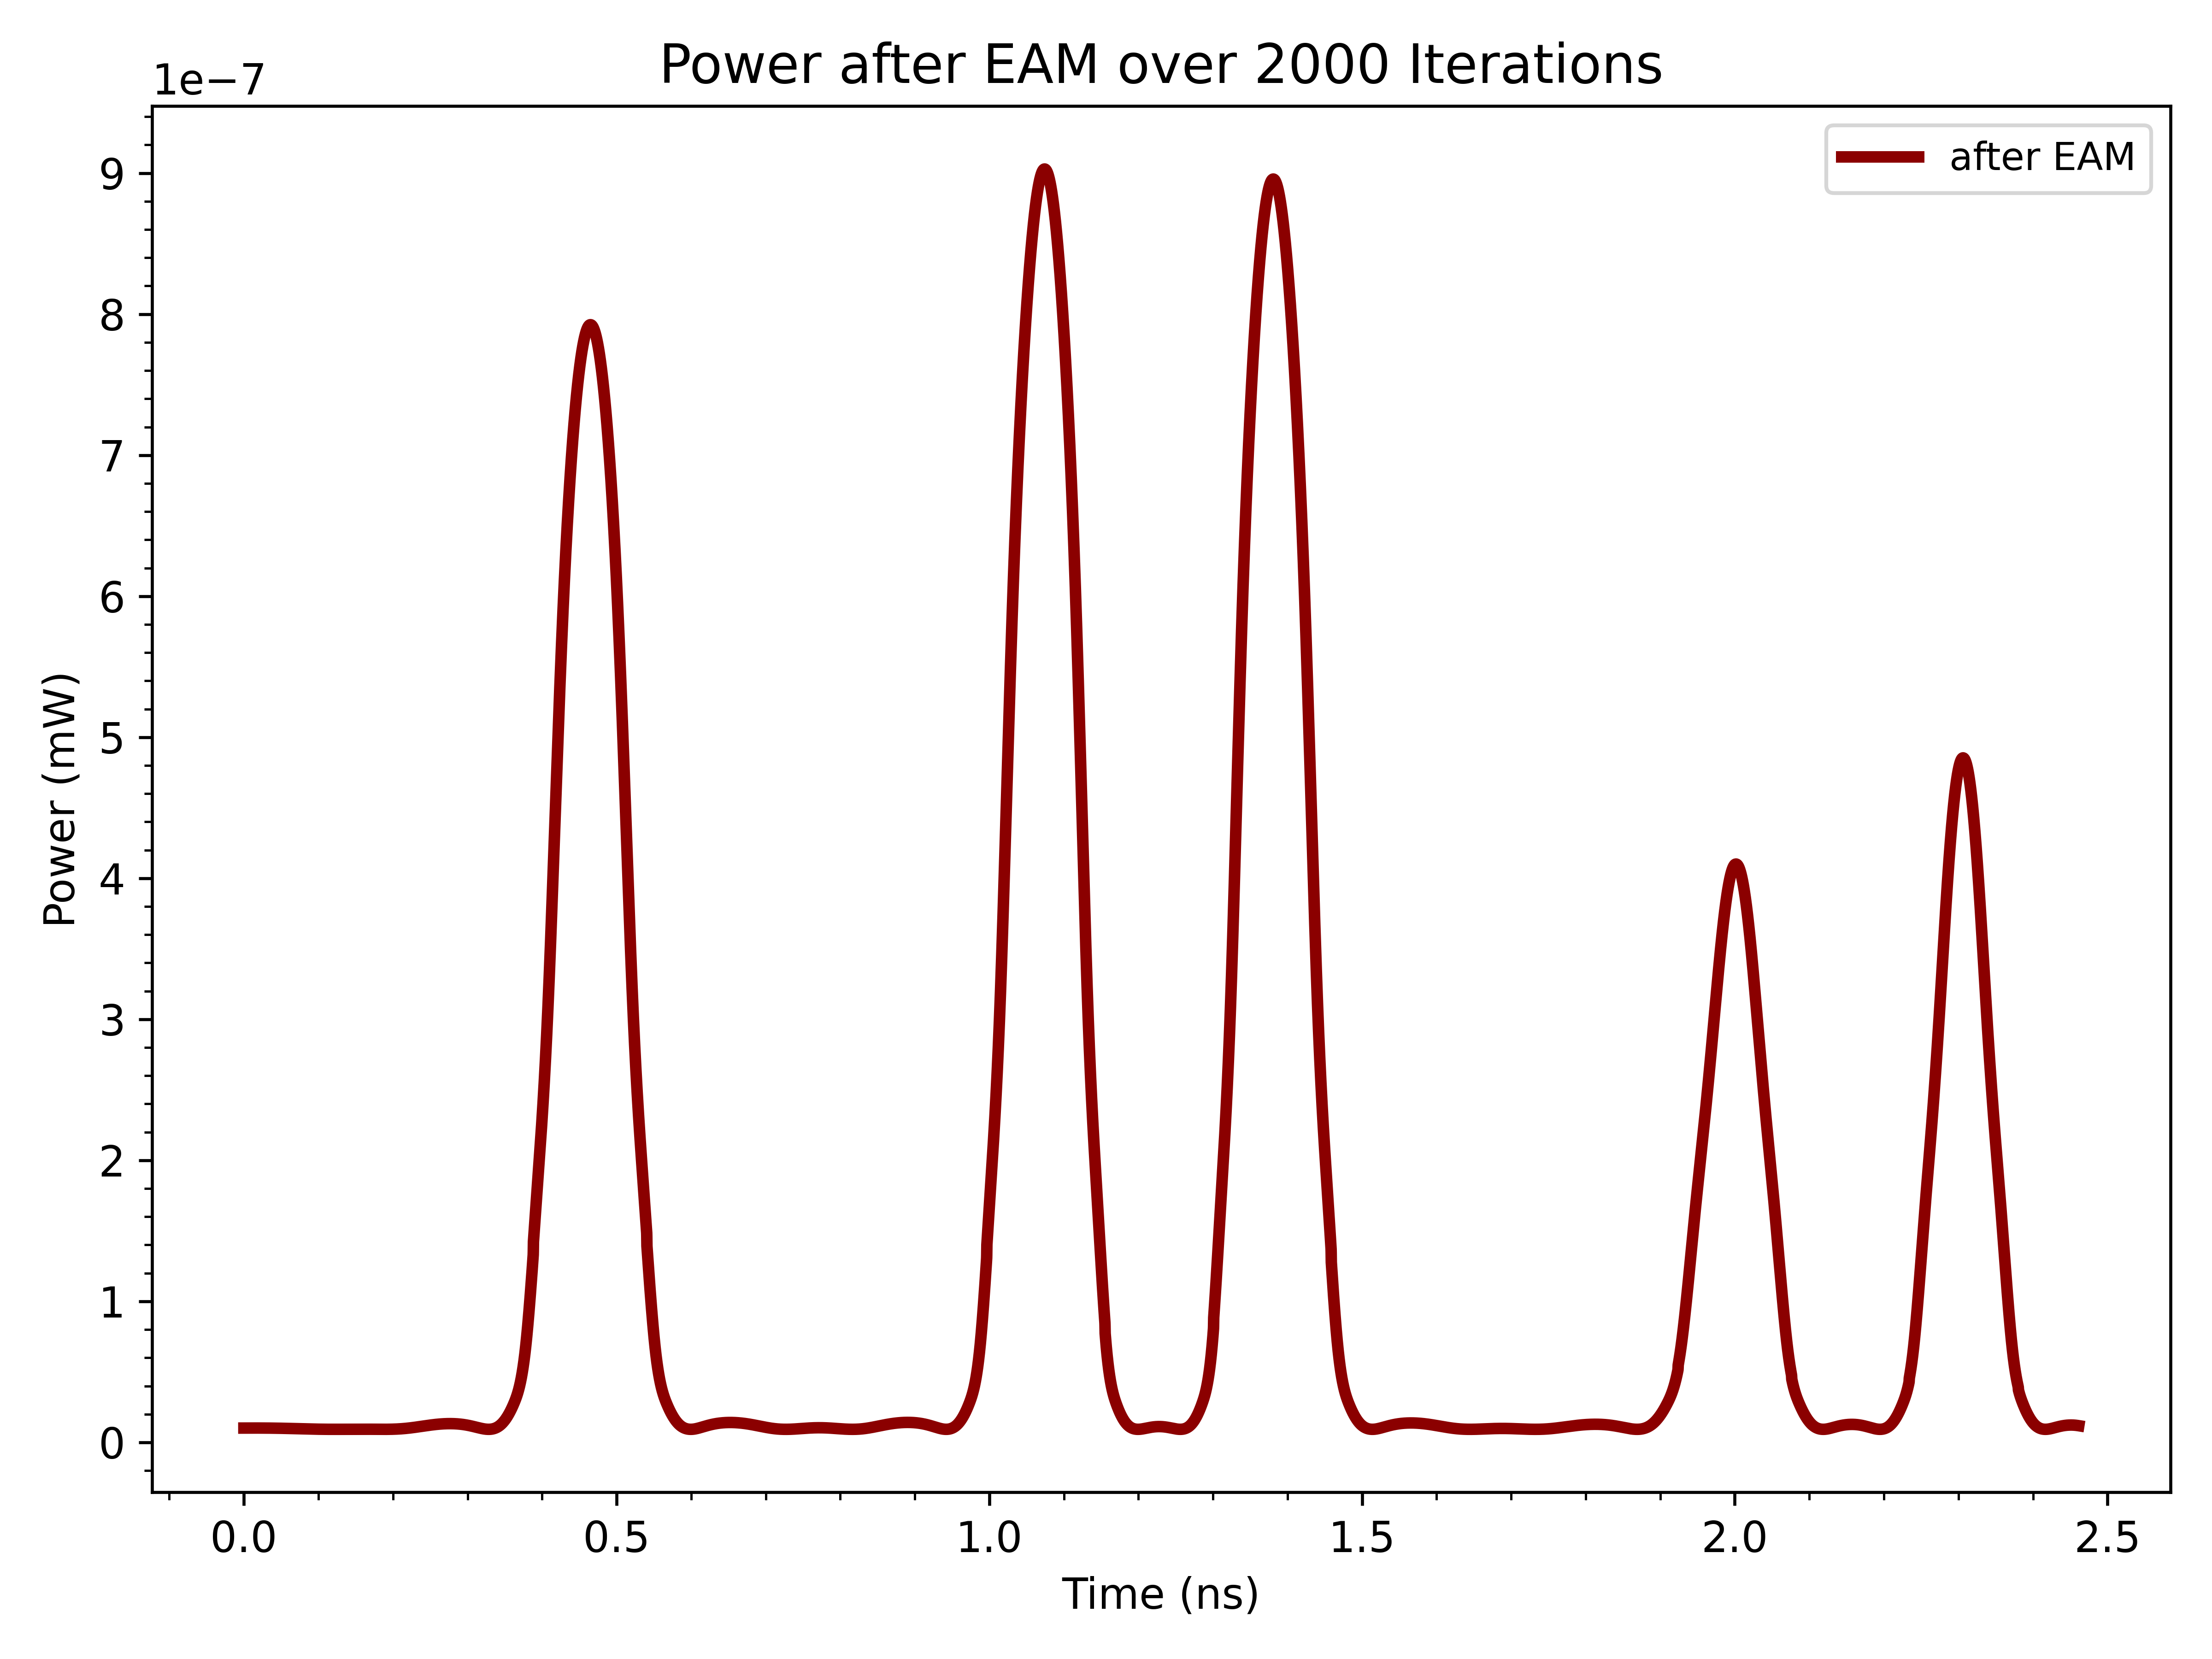 Power after EAM over 2000 Iterations
1e−7
after EAM
9
8
7
6
5
4
3
2
1
0
Power (mW)
0.0 0.5 1.0 1.5 2.0 2.5
Time (ns)